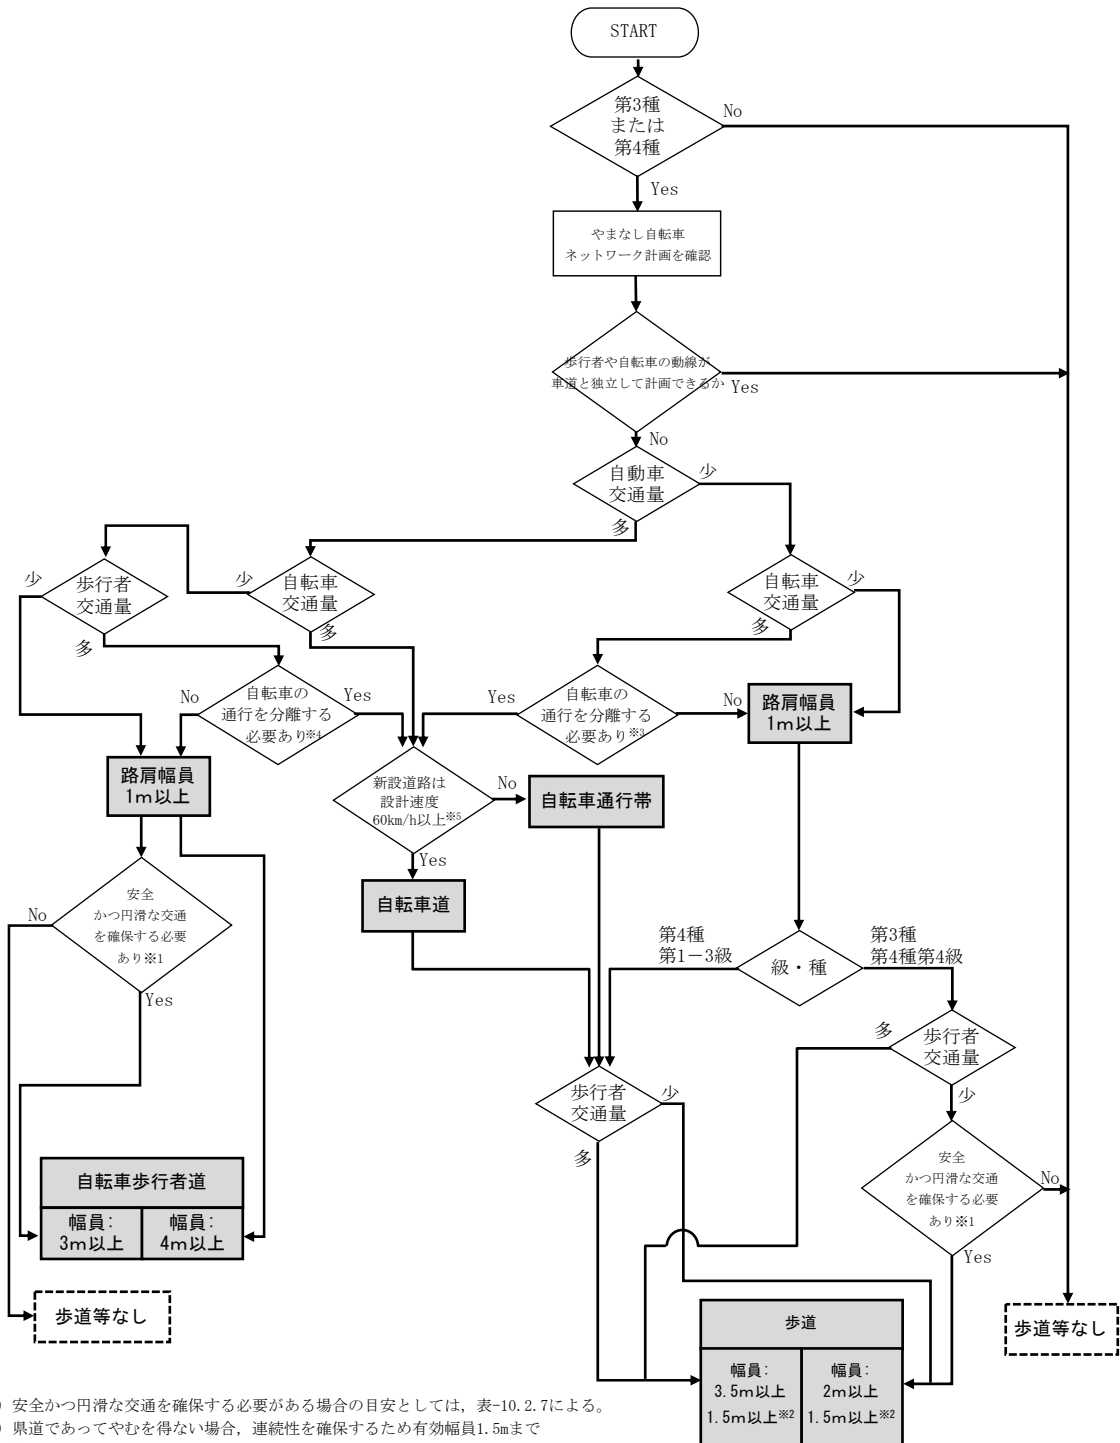 START
第3種
または
第4種
No
Yes
やまなし自転車
ネットワーク計画を確認
歩行者や自転車の動線が
車道と独立して計画できるか
Yes
No
自動車
交通量
少
多
少
歩行者
交通量
多
少
自転車
交通量
多
自転車
交通量
少
多
No
自転車の
通行を分離する
必要あり※4
Yes
Yes
自転車の
通行を分離する
必要あり※3
No
路肩幅員
1m以上
路肩幅員
1m以上
新設道路は
設計速度
60km/h以上※5
No
Yes
自転車通行帯
自転車道
No
安全
かつ円滑な交通
を確保する必要
あり※1
Yes
第4種
第1－3級
級・種
第3種
第4種第4級
多
歩行者
交通量
少
歩行者
交通量
少
多
安全
かつ円滑な交通
を確保する必要
あり※1
No
Yes
自転車歩行者道
幅員:
3m以上
幅員:
4m以上
歩道等なし
歩道
幅員:
3.5m以上
1.5m以上※2
幅員:
2m以上
1.5m以上※2
歩道等なし
) 安全かつ円滑な交通を確保する必要がある場合の目安としては, 表-10.2.7による。
) 県道であってやむを得ない場合, 連続性を確保するため有効幅員1.5mまで